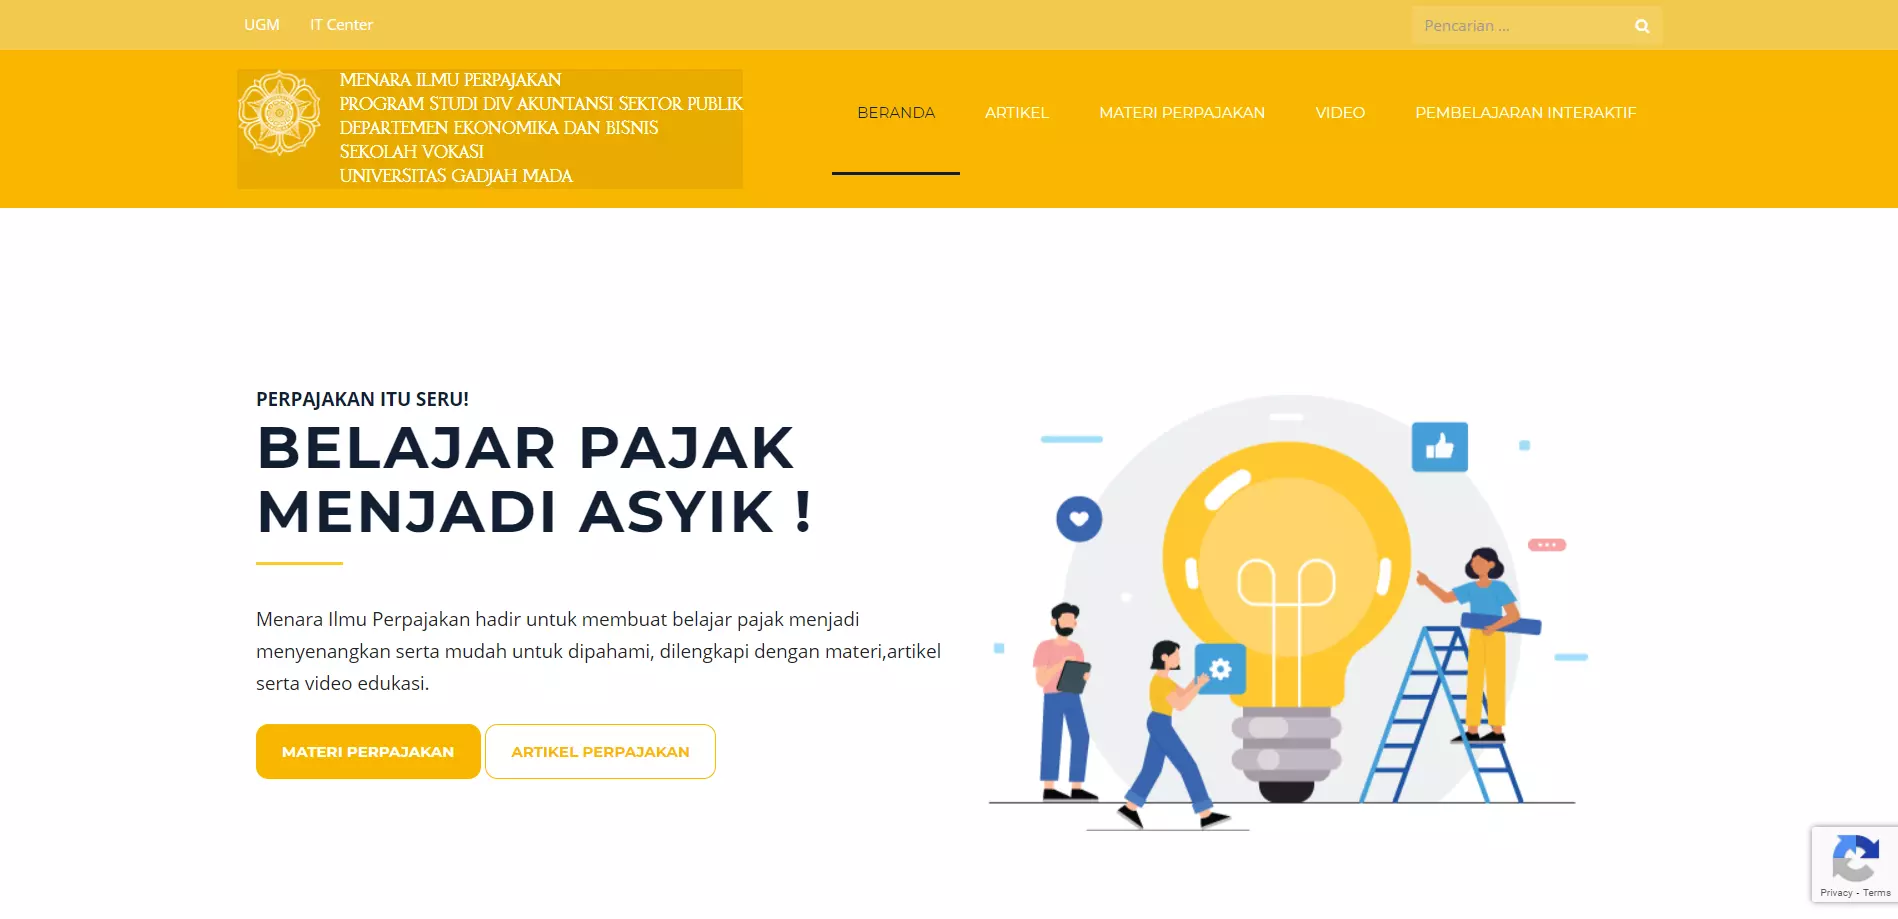 UGM
IT Center
Pencarian ...
MENARA ILMU PERPAJAKAN
PROGRAM STUDI DIV AKUNTANSI SEKTOR PUBLIK
DEPARTEMEN EKONOMIKA DAN BISNIS
SEKOLAH VOKASI
UNIVERSITAS GADJAH MADA
BERANDA
ARTIKEL
MATERI PERPAJAKAN
VIDEO
PEMBELAJARAN INTERAKTIF
PERPAJAKAN ITU SERU!
BELAJAR PAJAK
MENJADI ASYIK !
Menara Ilmu Perpajakan hadir untuk membuat belajar pajak menjadi
menyenangkan serta mudah untuk dipahami, dilengkapi dengan materi,artikel
serta video edukasi.
MATERI PERPAJAKAN
ARTIKEL PERPAJAKAN
Privacy - Terms